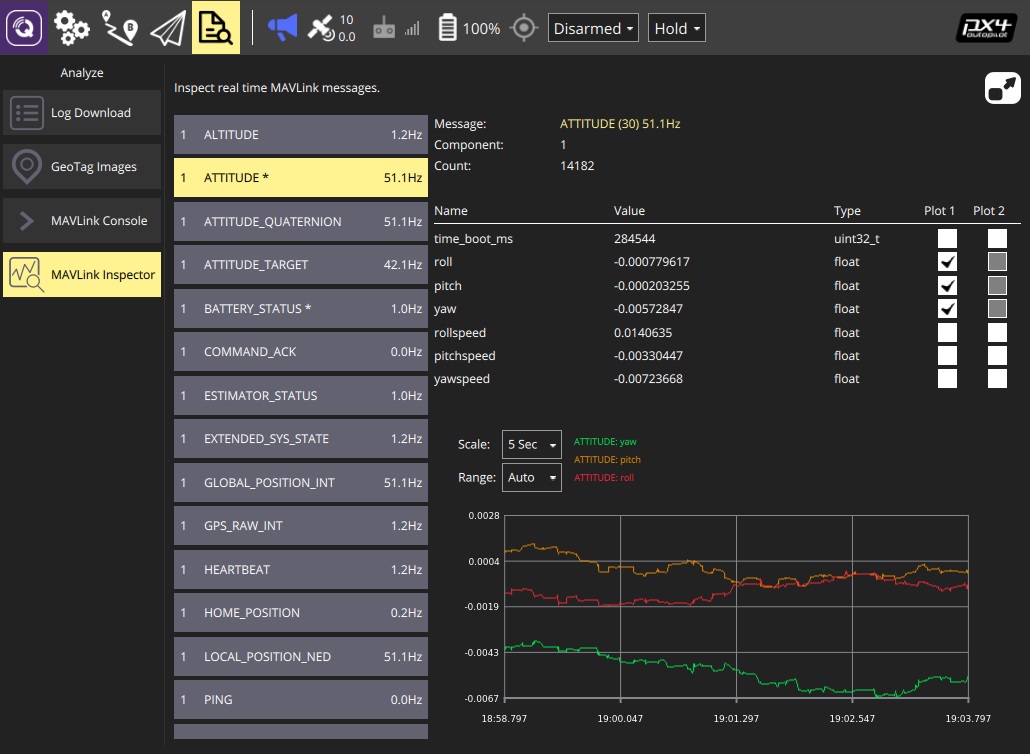 10
0.0
100%
Disarmed
Hold
px4
autopilot
Analyze
Log Download
GeoTag Images
MAVLink Console
MAVLink Inspector
Inspect real time MAVLink messages.
1 ALTITUDE 1.2Hz
1 ATTITUDE * 51.1Hz
1 ATTITUDE_QUATERNION 51.1Hz
1 ATTITUDE_TARGET 42.1Hz
1 BATTERY_STATUS * 1.0Hz
1 COMMAND_ACK 0.0Hz
1 ESTIMATOR_STATUS 1.0Hz
1 EXTENDED_SYS_STATE 1.2Hz
1 GLOBAL_POSITION_INT 51.1Hz
1 GPS_RAW_INT 1.2Hz
1 HEARTBEAT 1.2Hz
1 HOME_POSITION 0.2Hz
1 LOCAL_POSITION_NED 51.1Hz
1 PING 0.0Hz
Message: ATTITUDE (30) 51.1Hz
Component: 1
Count: 14182
Name Value Type Plot 1 Plot 2
time_boot_ms 284544 uint32_t
roll -0.000779617 float
pitch -0.000203255 float
yaw -0.00572847 float
rollspeed 0.0140635 float
pitchspeed -0.00330447 float
yawspeed -0.00723668 float
Scale: 5 Sec
Range: Auto
ATTITUDE: yaw
ATTITUDE: pitch
ATTITUDE: roll
0.0028
0.0004
-0.0019
-0.0043
-0.0067
18:58.797 19:00.047 19:01.297 19:02.547 19:03.797